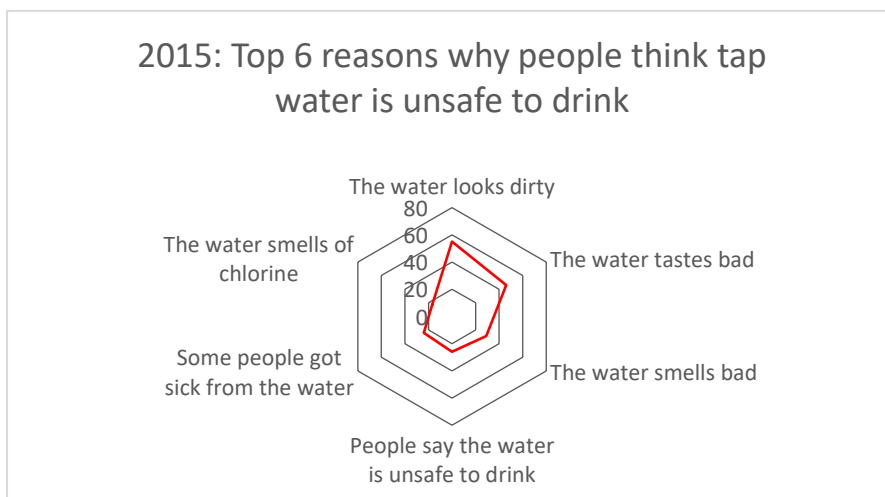 2015: Top 6 reasons why people think tap
water is unsafe to drink
The water looks dirty
80
60
40
20
0
The water smells of
chlorine
The water tastes bad
Some people got
sick from the water
The water smells bad
People say the water
is unsafe to drink